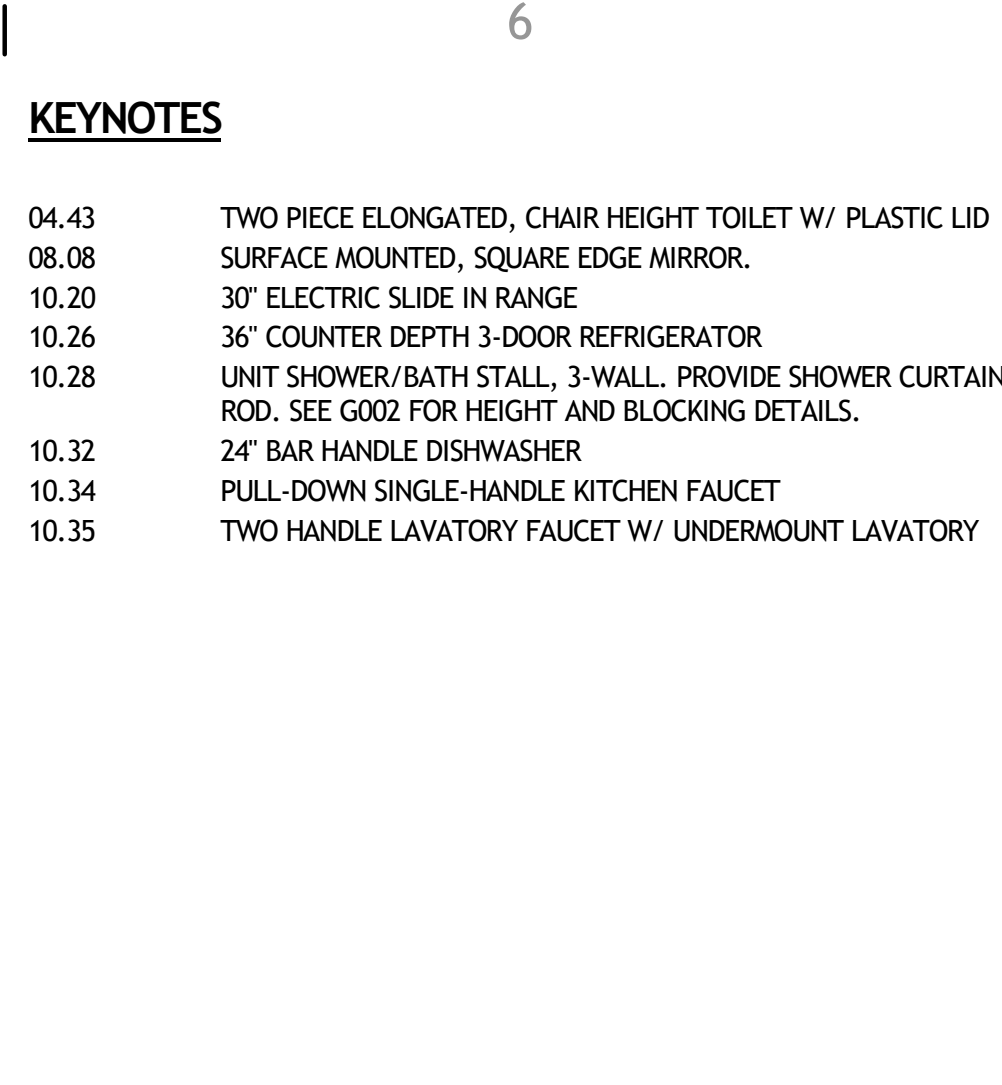 6
KEYNOTES
04.43 TWO PIECE ELONGATED, CHAIR HEIGHT TOILET W/ PLASTIC LID
08.08 SURFACE MOUNTED, SQUARE EDGE MIRROR.
10.20 30" ELECTRIC SLIDE IN RANGE
10.26 36" COUNTER DEPTH 3-DOOR REFRIGERATOR
10.28 UNIT SHOWER/BATH STALL, 3-WALL. PROVIDE SHOWER CURTAIN
ROD. SEE G002 FOR HEIGHT AND BLOCKING DETAILS.
10.32 24" BAR HANDLE DISHWASHER
10.34 PULL-DOWN SINGLE-HANDLE KITCHEN FAUCET
10.35 TWO HANDLE LAVATORY FAUCET W/ UNDERMOUNT LAVATORY